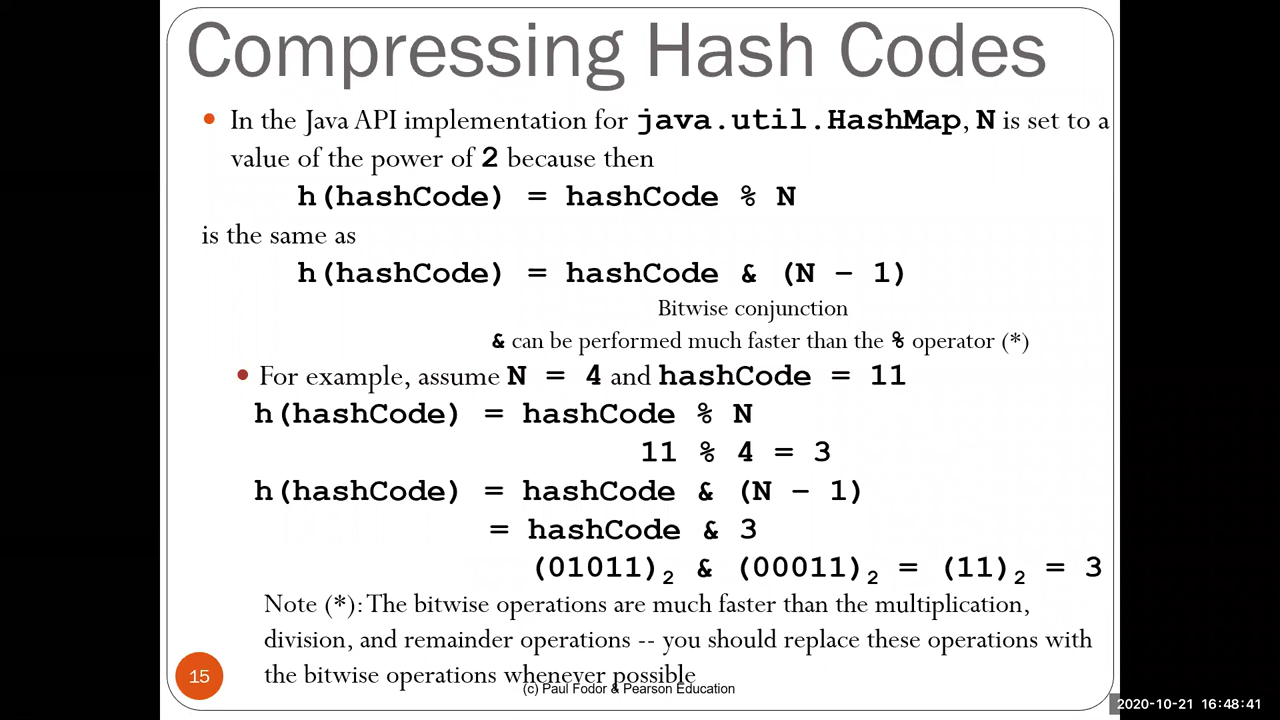 Compressing Hash Codes
• In the Java API implementation for java.util.HashMap, N is set to a
value of the power of 2 because then
h(hashCode) = hashCode % N
is the same as
h(hashCode) = hashCode & (N – 1)
Bitwise conjunction
& can be performed much faster than the % operator (*)
• For example, assume N = 4 and hashCode = 11
h(hashCode) = hashCode % N
11 % 4 = 3
h(hashCode) = hashCode & (N – 1)
= hashCode & 3
(01011)₂ & (00011)₂ = (11)₂ = 3
Note (*): The bitwise operations are much faster than the multiplication,
division, and remainder operations -- you should replace these operations with
the bitwise operations whenever possible
15
(c) Paul Fodor & Pearson Education
2020-10-21 16:48:41